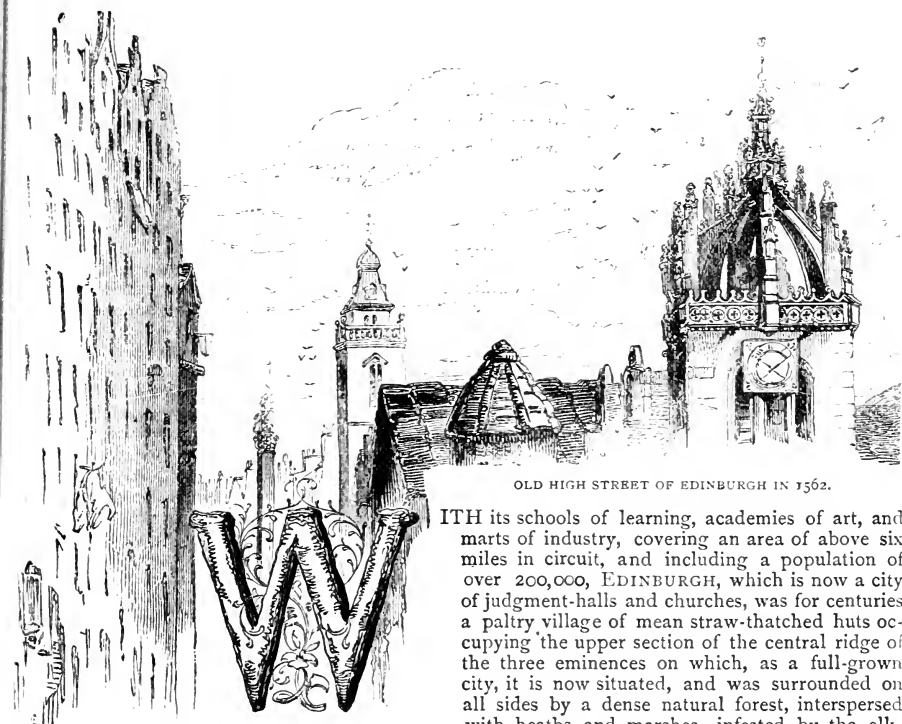 OLD HIGH STREET OF EDINBURGH IN 1562.
WITH its schools of learning, academies of art, and
marts of industry, covering an area of above six
miles in circuit, and including a population of
over 200,000, EDINBURGH, which is now a city
of judgment-halls and churches, was for centuries
a paltry village of mean straw-thatched huts oc-
cupying the upper section of the central ridge of
the three eminences on which, as a full-grown
city, it is now situated, and was surrounded on
all sides by a dense natural forest, interspersed
with heaths and marshes, infested by the elk,